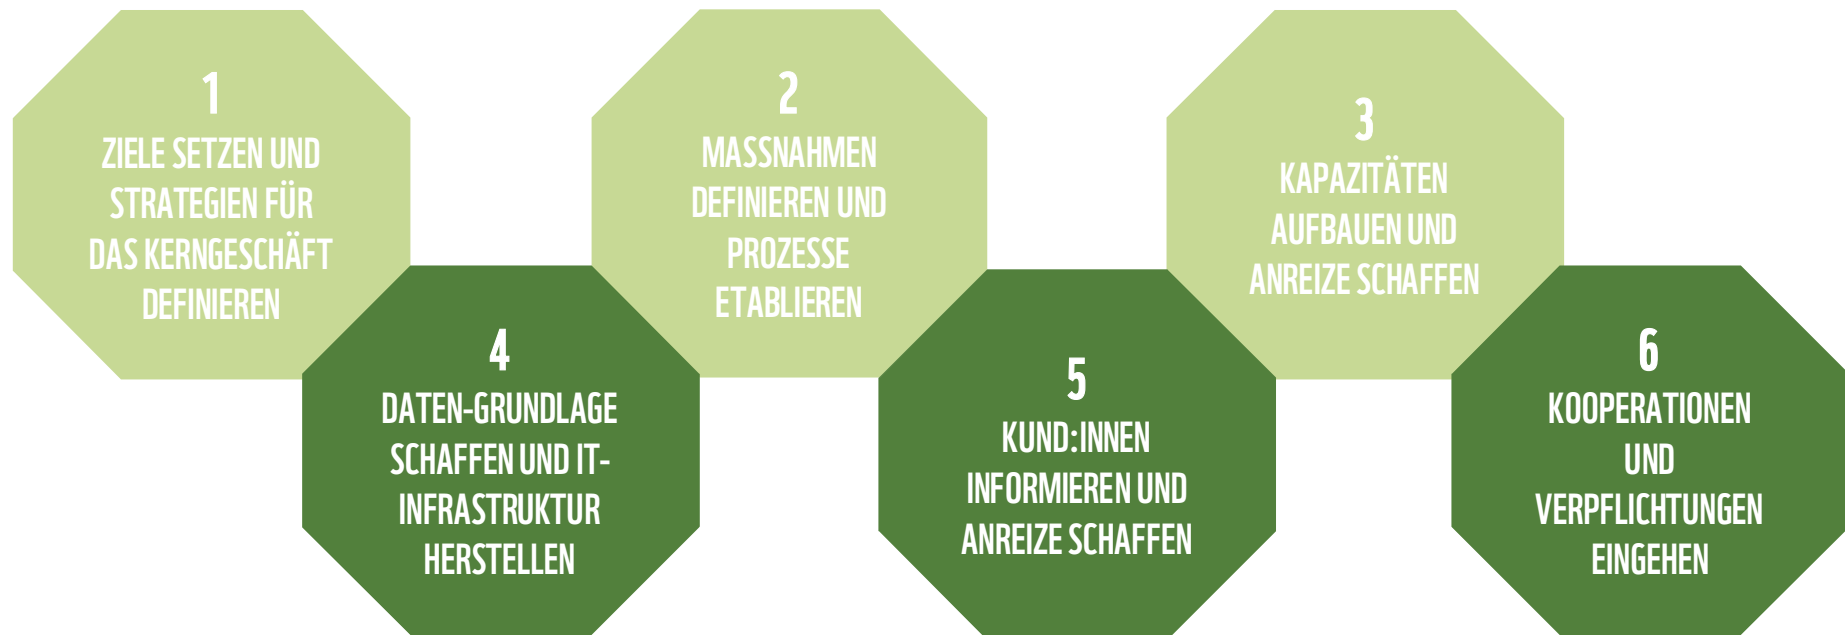 1
ZIELE SETZEN UND
STRATEGIEN FÜR
DAS KERNGESCHÄFT
DEFINIEREN
2
MASSNAHMEN
DEFINIEREN UND
PROZESSE
ETABLIEREN
3
KAPAZITÄTEN
AUFBAUEN UND
ANREIZE SCHAFFEN
4
DATEN-GRUNDLAGE
SCHAFFEN UND IT-
INFRASTRUKTUR
HERSTELLEN
5
KUND:INNEN
INFORMIEREN UND
ANREIZE SCHAFFEN
6
KOOPERATIONEN
UND
VERPFLICHTUNGEN
EINGEHEN